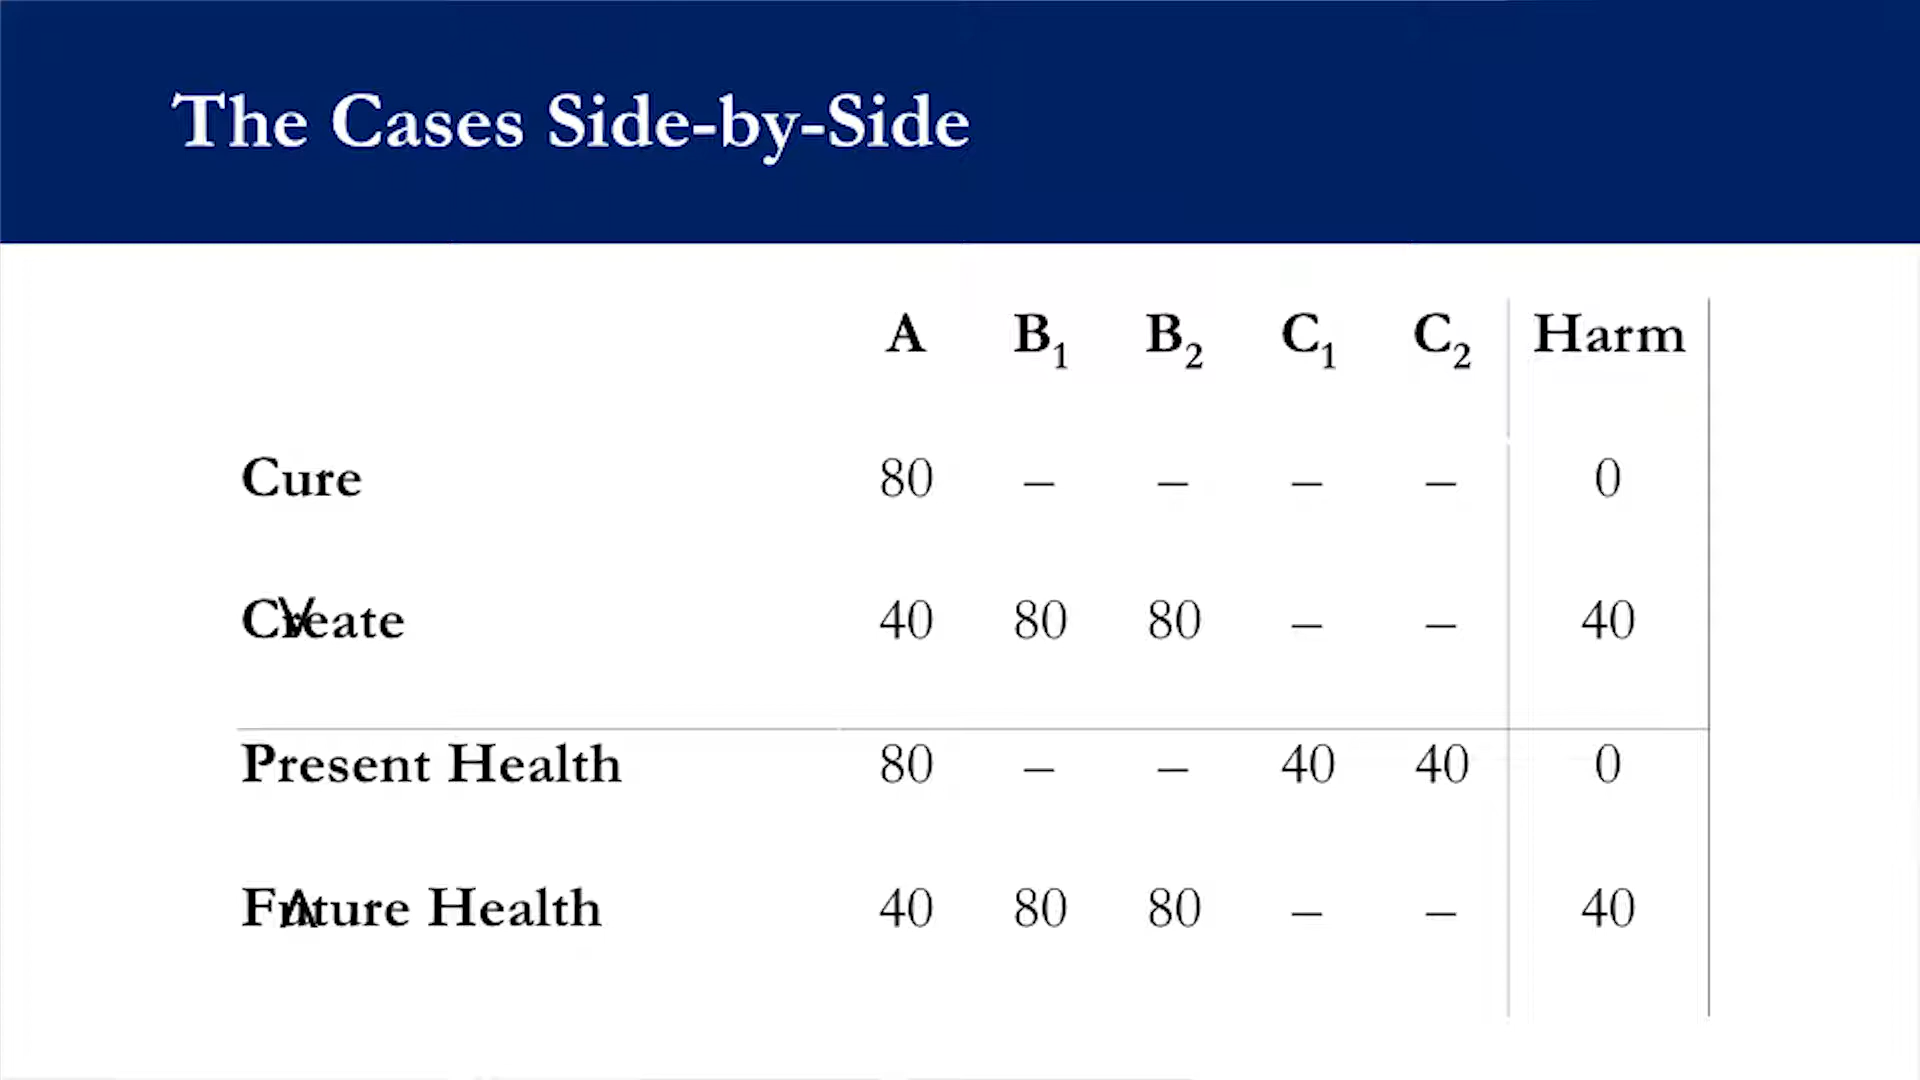 The Cases Side-by-Side
A B₁ B₂ C₁ C₂ Harm
Cure 80 – – – – 0
Create 40 80 80 – – 40
Present Health 80 – – 40 40 0
Future Health 40 80 80 – – 40